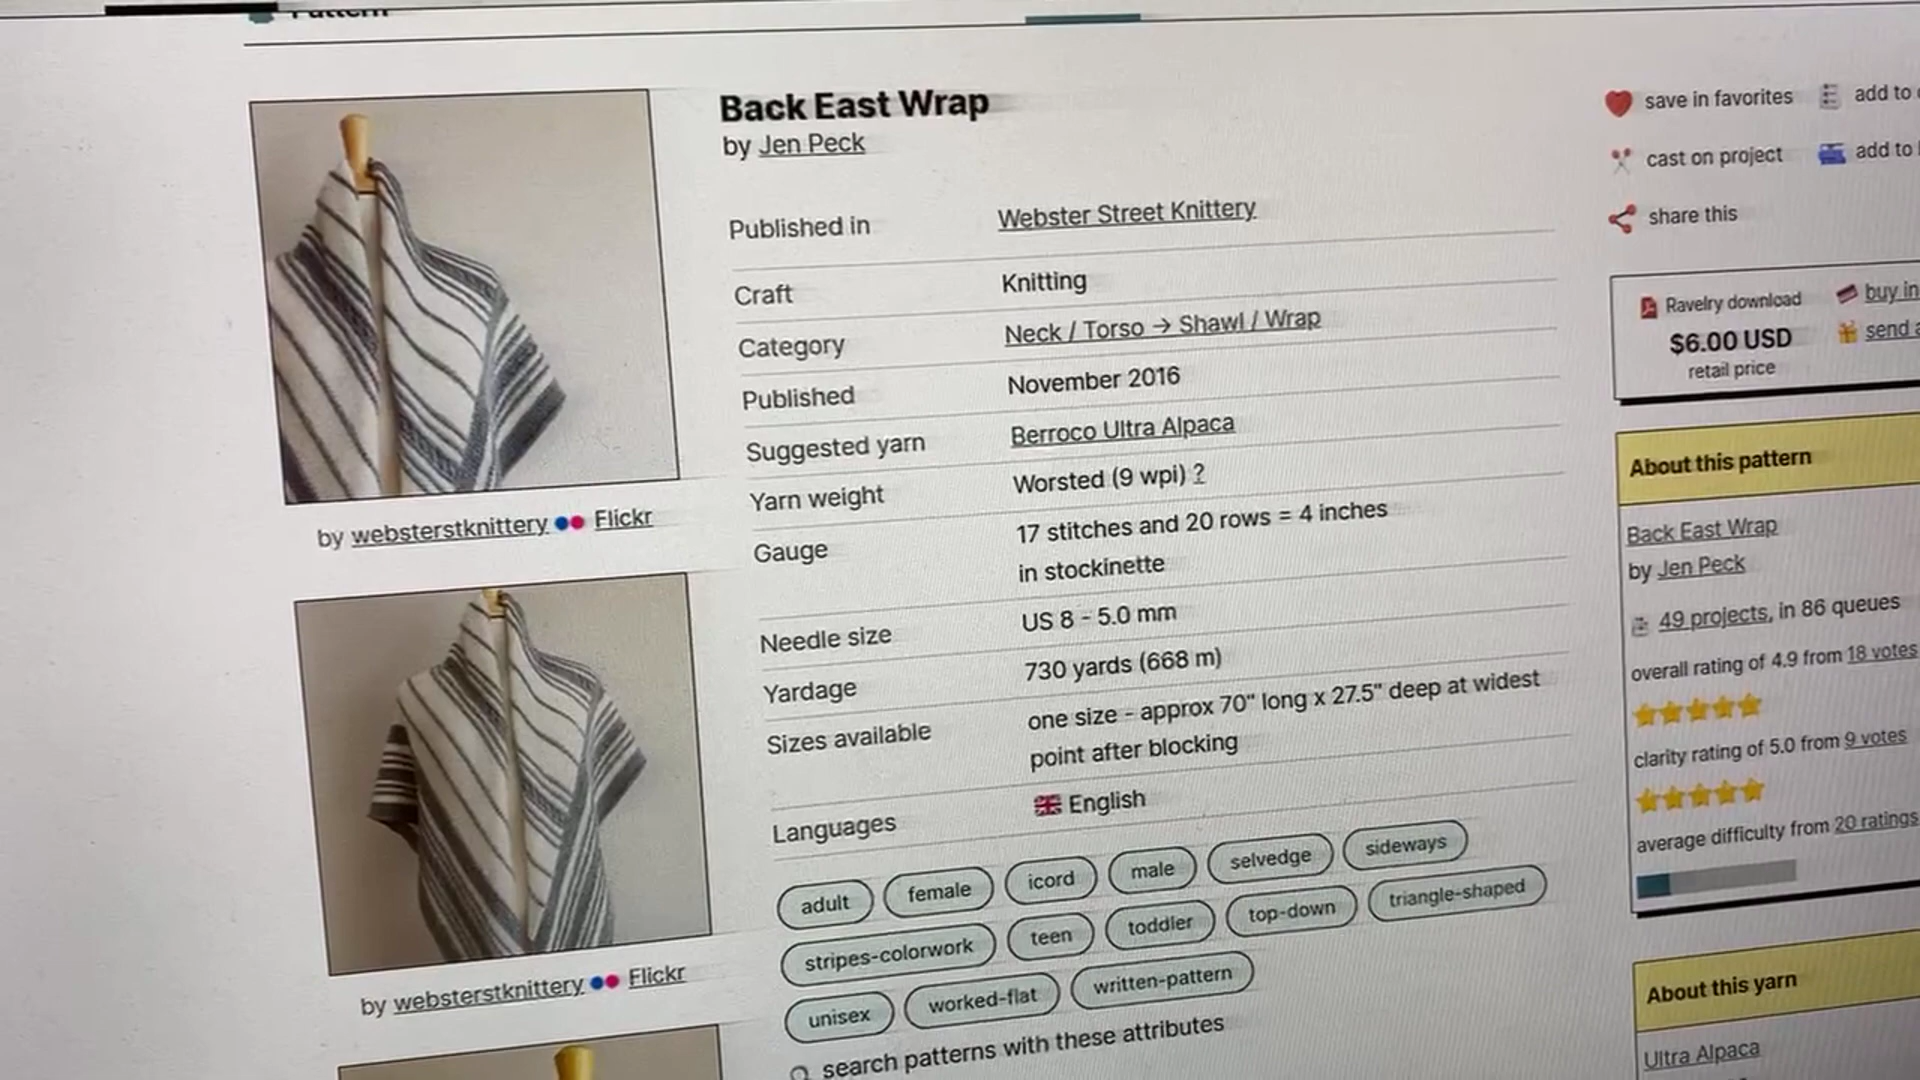 Pattern
Back East Wrap
by Jen Peck
Published in Webster Street Knittery
Craft Knitting
Category Neck / Torso → Shawl / Wrap
Published November 2016
Suggested yarn Berroco Ultra Alpaca
Yarn weight Worsted (9 wpi) ?
Gauge 17 stitches and 20 rows = 4 inches
in stockinette
Needle size US 8 - 5.0 mm
Yardage 730 yards (668 m)
Sizes available one size - approx 70" long x 27.5" deep at widest
point after blocking
Languages English
adult female icord male selvedge sideways
stripes-colorwork teen toddler top-down triangle-shaped
unisex worked-flat written-pattern
search patterns with these attributes
by websterstknittery Flickr
by websterstknittery Flickr
save in favorites add to
cast on project add to
share this
Ravelry download buy in
$6.00 USD send a
retail price
About this pattern
Back East Wrap
by Jen Peck
49 projects, in 86 queues
overall rating of 4.9 from 18 votes
clarity rating of 5.0 from 9 votes
average difficulty from 20 ratings
About this yarn
Ultra Alpaca